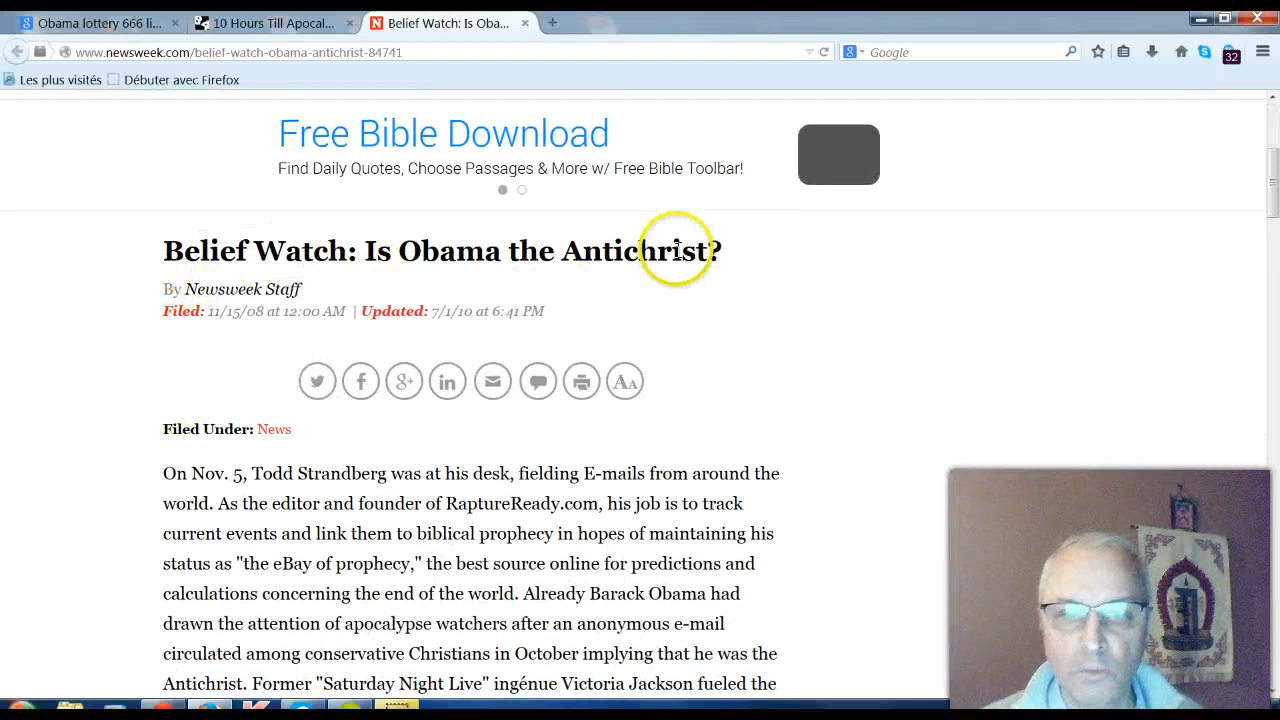 Obama lottery 666 li...
10 Hours Till Apocal...
Belief Watch: Is Oba...
www.newsweek.com/belief-watch-obama-antichrist-84741
Google
32
Les plus visités
Débuter avec Firefox
Free Bible Download
Find Daily Quotes, Choose Passages & More w/ Free Bible Toolbar!
Belief Watch: Is Obama the Antichrist?
By Newsweek Staff
Filed: 11/15/08 at 12:00 AM | Updated: 7/1/10 at 6:41 PM
AA
Filed Under: News
On Nov. 5, Todd Strandberg was at his desk, fielding E-mails from around the
world. As the editor and founder of RaptureReady.com, his job is to track
current events and link them to biblical prophecy in hopes of maintaining his
status as "the eBay of prophecy," the best source online for predictions and
calculations concerning the end of the world. Already Barack Obama had
drawn the attention of apocalypse watchers after an anonymous e-mail
circulated among conservative Christians in October implying that he was the
Antichrist. Former "Saturday Night Live" ingénue Victoria Jackson fueled the